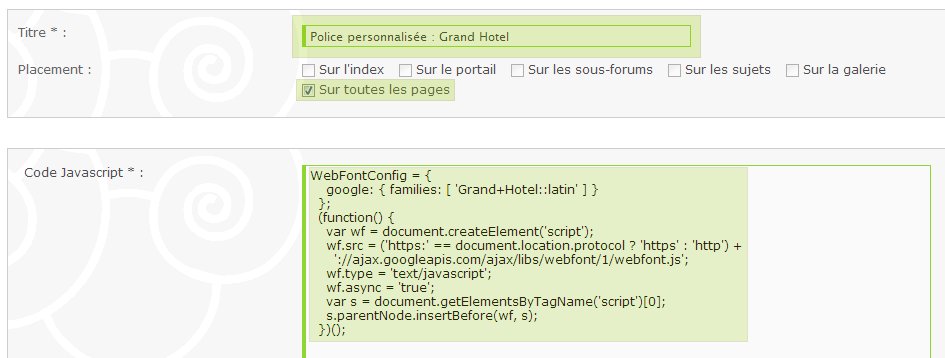 Titre * :
Police personnalisée : Grand Hotel
Placement :
Sur l'index Sur le portail Sur les sous-forums Sur les sujets Sur la galerie
Sur toutes les pages
Code Javascript * :
WebFontConfig = {
google: { families: [ 'Grand+Hotel::latin' ] }
};
(function() {
var wf = document.createElement('script');
wf.src = ('https:' == document.location.protocol ? 'https' : 'http') +
'://ajax.googleapis.com/ajax/libs/webfont/1/webfont.js';
wf.type = 'text/javascript';
wf.async = 'true';
var s = document.getElementsByTagName('script')[0];
s.parentNode.insertBefore(wf, s);
})();